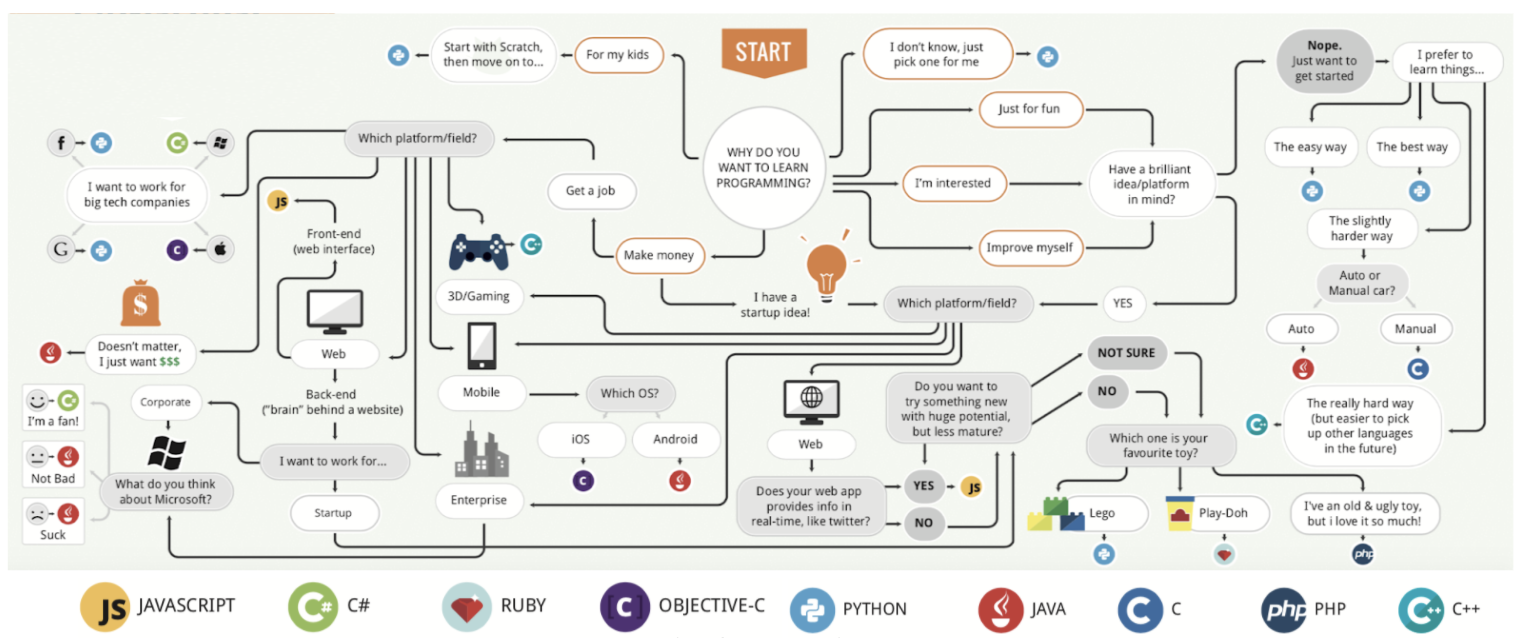 START
WHY DO YOU
WANT TO LEARN
PROGRAMMING?
For my kids
Start with Scratch,
then move on to...
I don't know, just
pick one for me
Just for fun
I'm interested
Improve myself
Have a brilliant
idea/platform
in mind?
Nope.
Just want to
get started
I prefer to
learn things...
The easy way
The best way
The slightly
harder way
Auto or
Manual car?
Auto
Manual
C
The really hard way
(but easier to pick
up other languages
in the future)
C++
YES
Make money
Get a job
I have a
startup idea!
Which platform/field?
Which platform/field?
f
C#
I want to work for
big tech companies
G
C
$
Doesn't matter,
I just want $$$
JS
Front-end
(web interface)
Web
Back-end
("brain" behind a website)
I want to work for...
Corporate
Startup
What do you think
about Microsoft?
C#
I'm a fan!
Not Bad
Suck
C++
3D/Gaming
Mobile
Which OS?
iOS
Android
C
Enterprise
Web
Does your web app
provides info in
real-time, like twitter?
YES
JS
NO
Do you want to
try something new
with huge potential,
but less mature?
NOT SURE
NO
Which one is your
favourite toy?
Lego
Play-Doh
I've an old & ugly toy,
but i love it so much!
php
JS JAVASCRIPT
C# C#
RUBY
[C] OBJECTIVE-C
PYTHON
JAVA
C C
php PHP
C++ C++